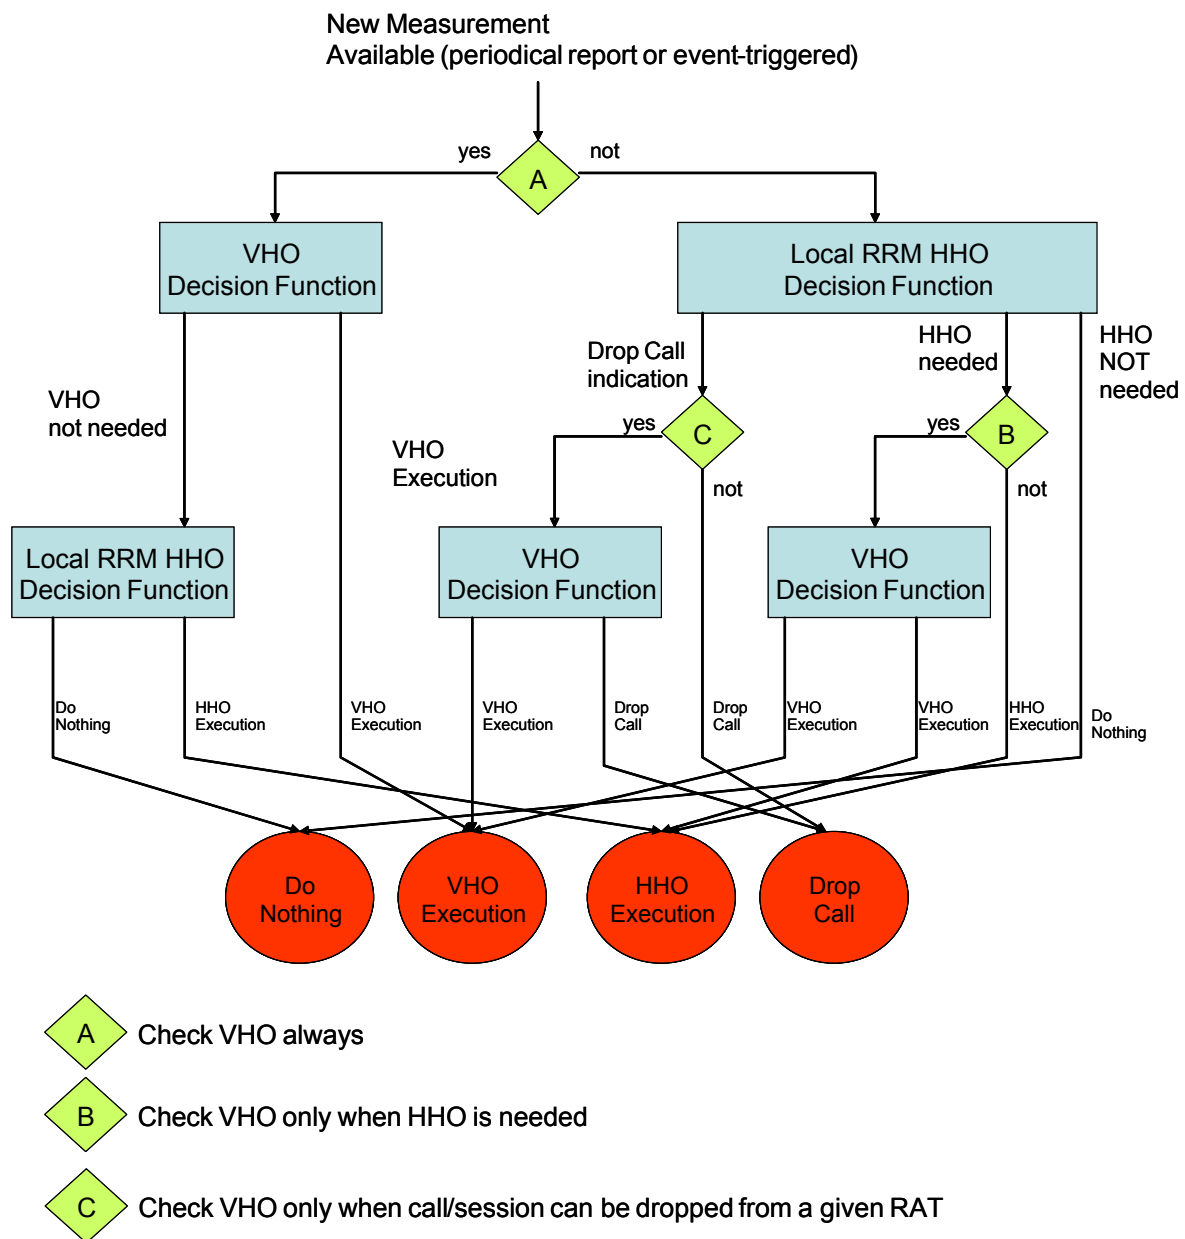 New Measurement
Available (periodical report or event-triggered)
yes
not
A
VHO
Decision Function
Local RRM HHO
Decision Function
Drop Call
indication
HHO
needed
HHO
NOT
needed
VHO
not needed
yes
C
yes
B
VHO
Execution
not
not
Local RRM HHO
Decision Function
VHO
Decision Function
VHO
Decision Function
Do
Nothing
HHO
Execution
VHO
Execution
VHO
Execution
Drop
Call
Drop
Call
VHO
Execution
VHO
Execution
HHO
Execution
Do
Nothing
Do
Nothing
VHO
Execution
HHO
Execution
Drop
Call
A
Check VHO always
B
Check VHO only when HHO is needed
C
Check VHO only when call/session can be dropped from a given RAT